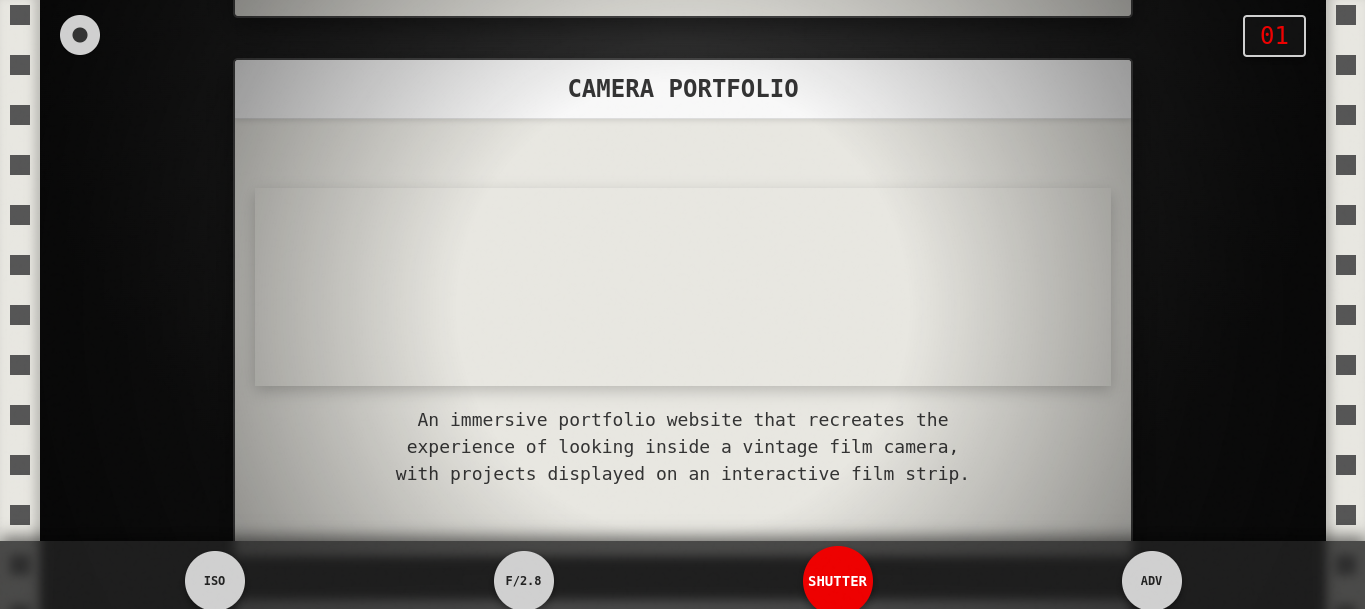 01
CAMERA PORTFOLIO
An immersive portfolio website that recreates the
experience of looking inside a vintage film camera,
with projects displayed on an interactive film strip.
ISO
F/2.8
SHUTTER
ADV